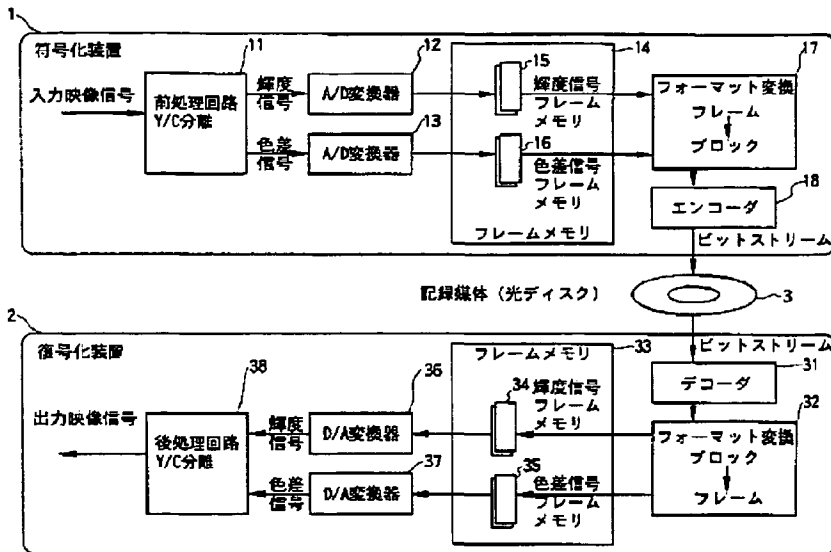 1
符号化装置
入力映像信号
11
前処理回路
Y/C分離
輝度
信号
色差
信号
12
A/D変換器
13
A/D変換器
14
15
輝度信号
フレーム
メモリ
16
色差信号
フレーム
メモリ
フレームメモリ
17
フォーマット変換
フレーム
ブロック
18
エンコーダ
ビットストリーム
記録媒体(光ディスク)
3
2
復号化装置
ビットストリーム
31
デコーダ
32
フォーマット変換
ブロック
フレーム
33
フレームメモリ
34
輝度信号
フレーム
メモリ
35
色差信号
フレーム
メモリ
36
D/A変換器
37
D/A変換器
輝度
信号
色差
信号
38
後処理回路
Y/C分離
出力映像信号